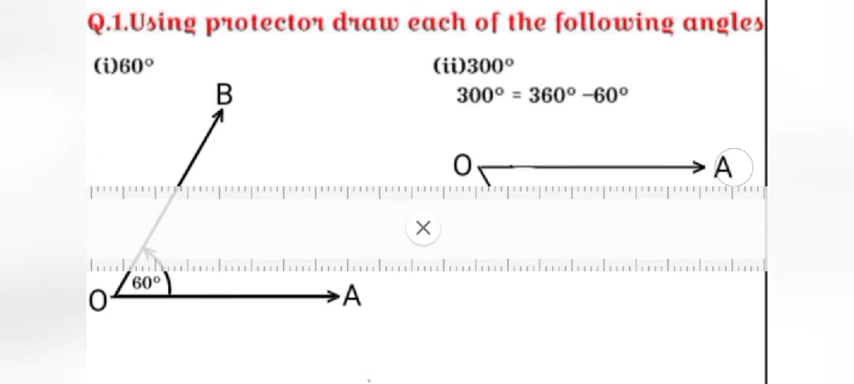 Q.1.Using protector draw each of the following angles
(i)60°
(ii)300°
300° = 360° –60°
B
O
A
60°
O
A